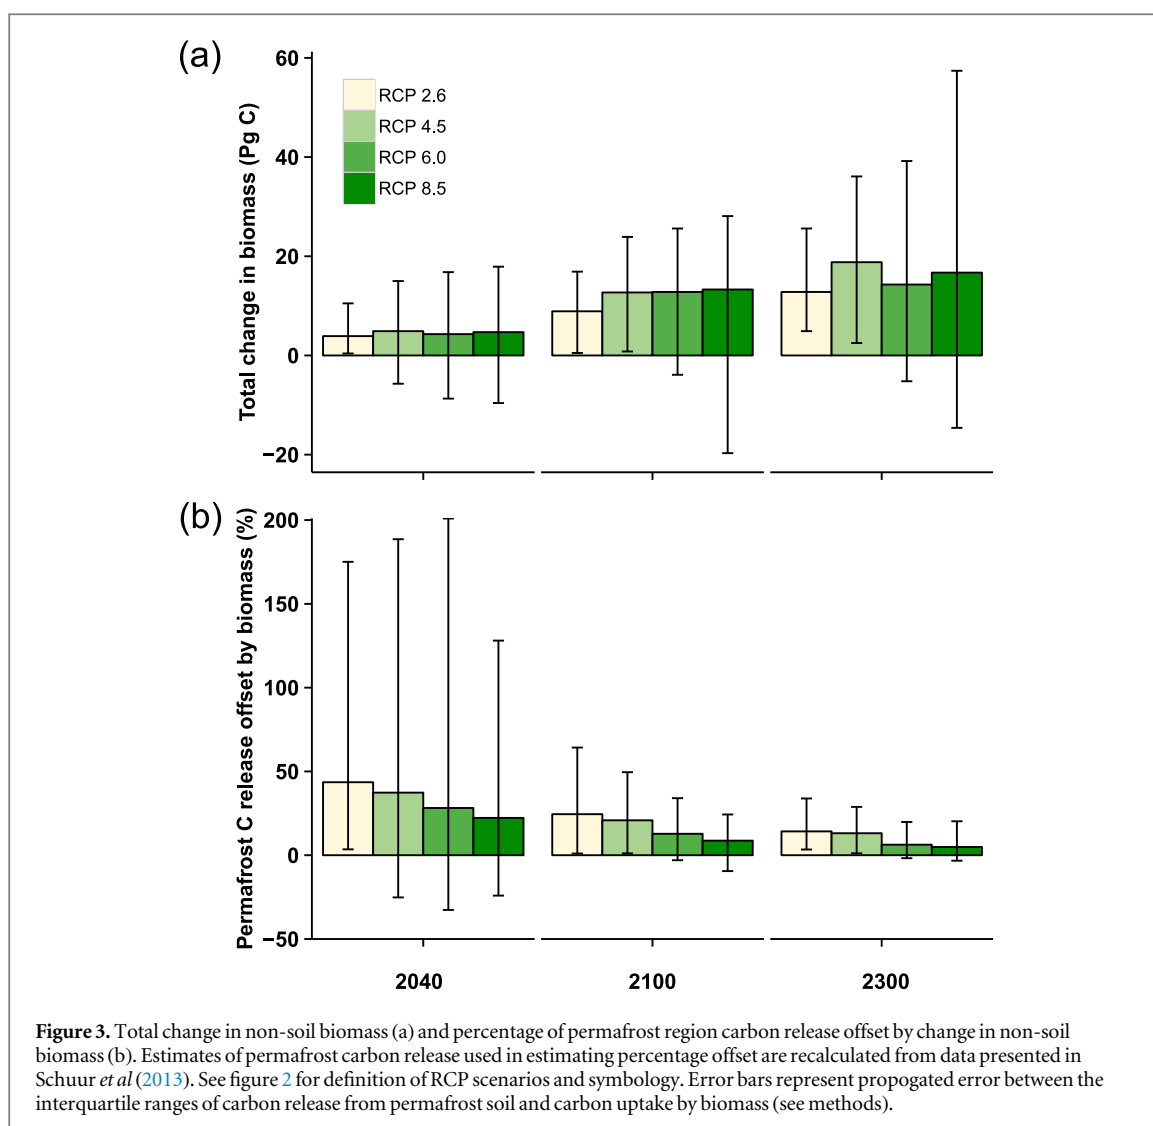 (a)
60
40
20
0
−20
Total change in biomass (Pg C)
RCP 2.6
RCP 4.5
RCP 6.0
RCP 8.5
(b)
200
150
100
50
0
−50
Permafrost C release offset by biomass (%)
2040
2100
2300
Figure 3. Total change in non-soil biomass (a) and percentage of permafrost region carbon release offset by change in non-soil
biomass (b). Estimates of permafrost carbon release used in estimating percentage offset are recalculated from data presented in
Schuur et al (2013). See figure 2 for definition of RCP scenarios and symbology. Error bars represent propogated error between the
interquartile ranges of carbon release from permafrost soil and carbon uptake by biomass (see methods).